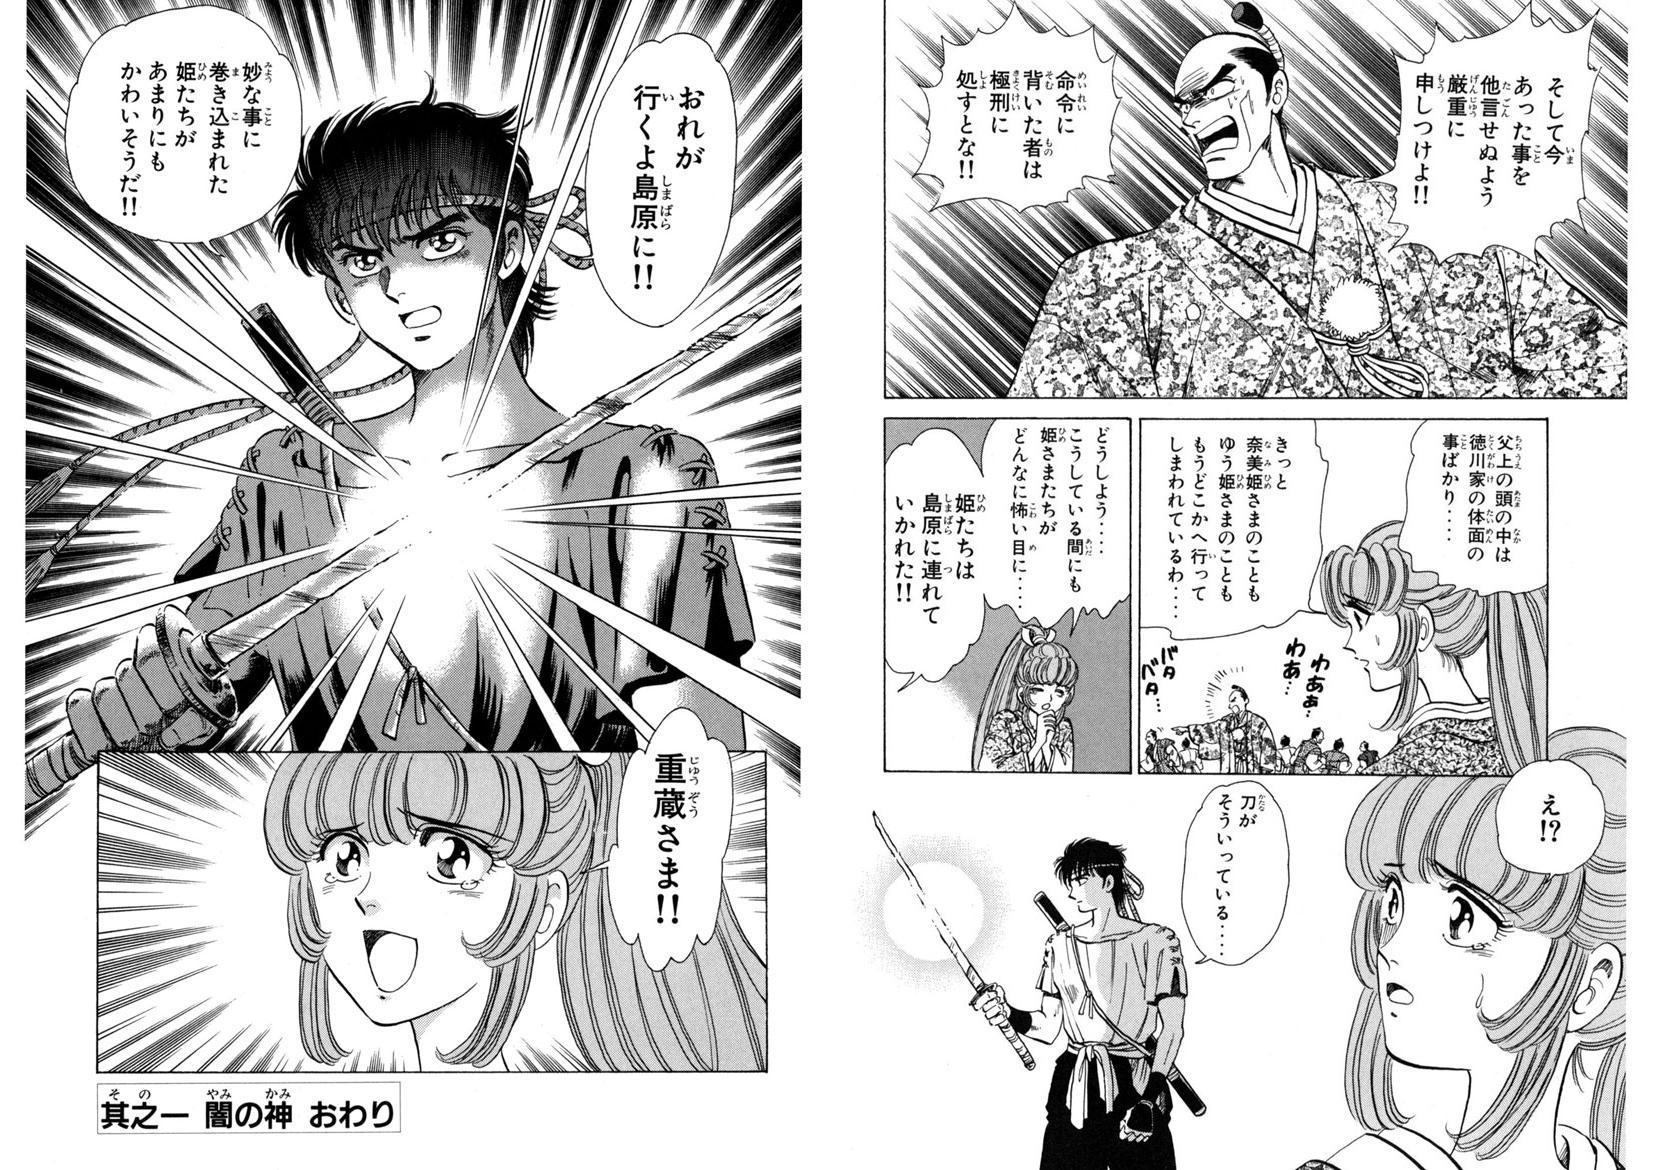 そして今
あった事を
他言せぬよう
厳重に
申しつけよ!!
命令に
背いた者は
極刑に
処すとな!!
父上の頭の中は
徳川家の体面の
事ばかり‥‥
きっと
奈美姫さまのことも
ゆう姫さまのことも
もうどこかへ行って
しまわれているわ‥‥
わああ…
わあ…
バタ
バタ…
どうしよう‥‥
こうしている間にも
姫さまたちが
どんなに怖い目に‥‥
姫たちは
島原に連れて
いかれた!!
え!?
刀が
そういっている‥‥
おれが
行くよ島原に!!
妙な事に
巻き込まれた
姫たちが
あまりにも
かわいそうだ!!
重蔵さま!!
其之一 闇の神 おわり